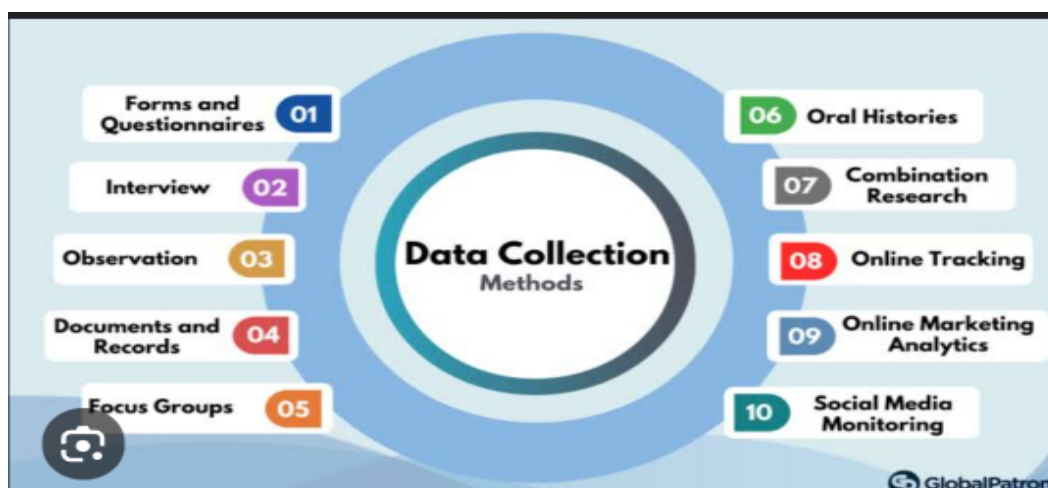 Forms and
Questionnaires
01
Interview
02
Observation
03
Documents and
Records
04
Focus Groups
05
Data Collection
Methods
06
Oral Histories
07
Combination
Research
08
Online Tracking
09
Online Marketing
Analytics
10
Social Media
Monitoring
GlobalPatron